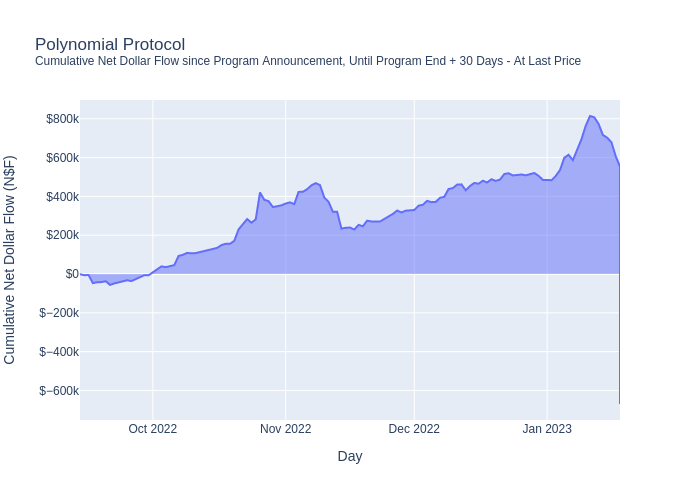 Polynomial Protocol
Cumulative Net Dollar Flow since Program Announcement, Until Program End + 30 Days - At Last Price
Cumulative Net Dollar Flow (N$F)
$800k
$600k
$400k
$200k
$0
$−200k
$−400k
$−600k
Oct 2022
Nov 2022
Dec 2022
Jan 2023
Day